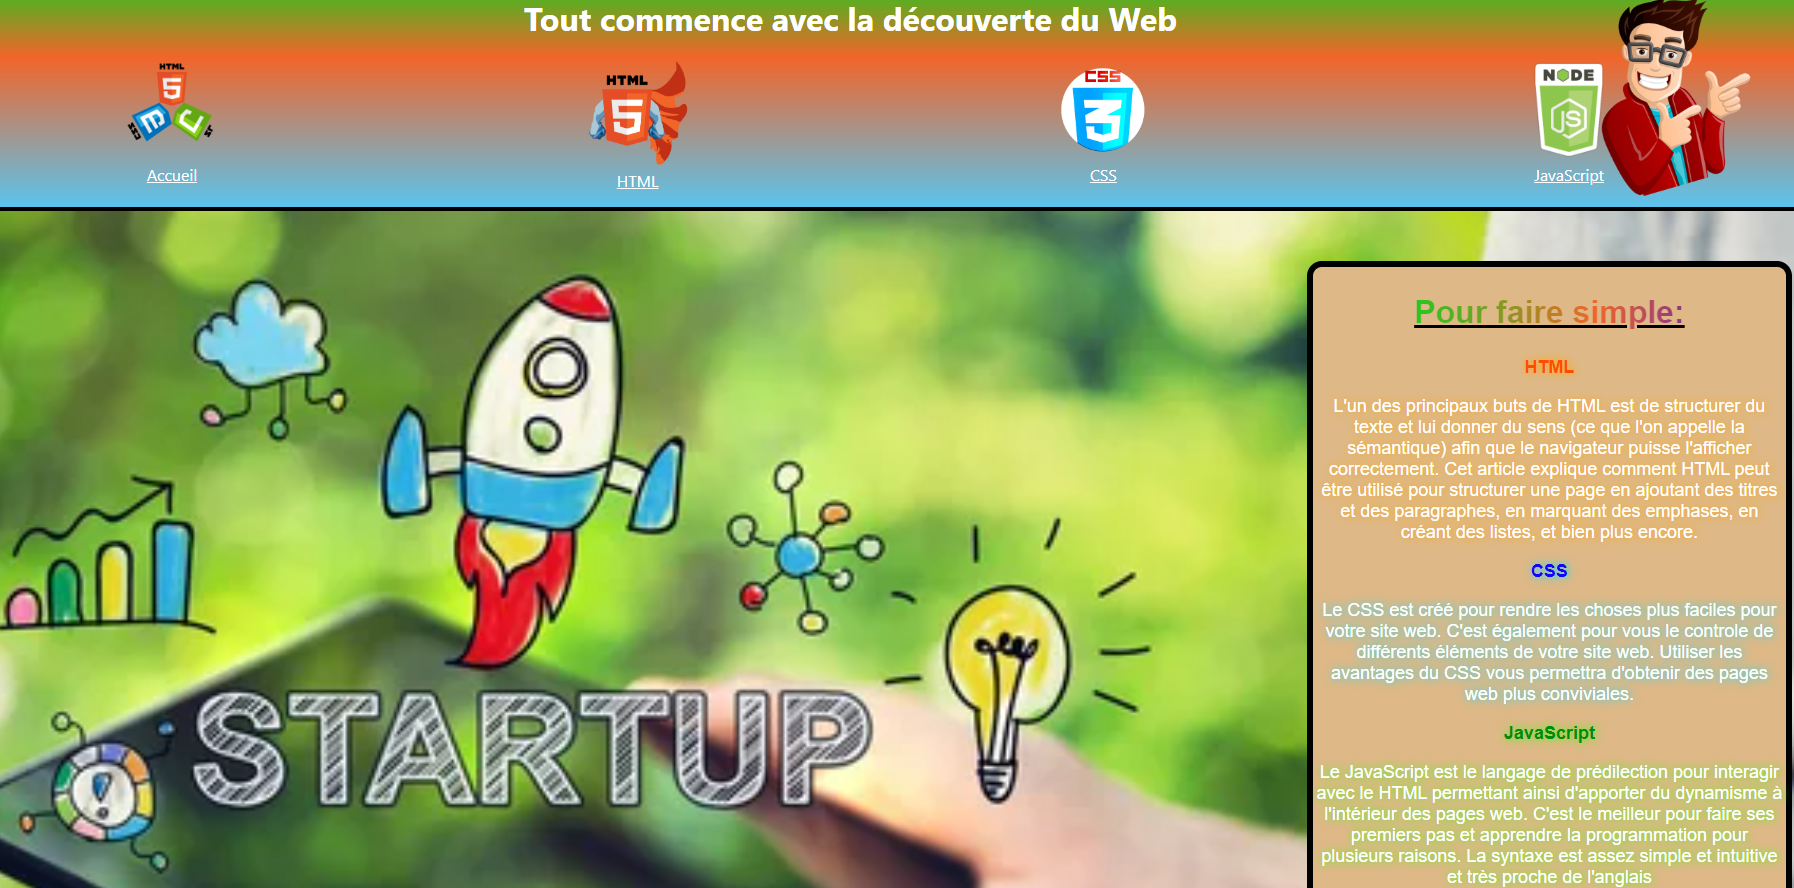 Tout commence avec la découverte du Web
HTML
5
3
5
CSS
JS
Accueil
HTML
5
HTML
CSS
3
CSS
NODE
JS
JavaScript
Pour faire simple:
HTML
L'un des principaux buts de HTML est de structurer du
texte et lui donner du sens (ce que l'on appelle la
sémantique) afin que le navigateur puisse l'afficher
correctement. Cet article explique comment HTML peut
être utilisé pour structurer une page en ajoutant des titres
et des paragraphes, en marquant des emphases, en
créant des listes, et bien plus encore.
CSS
Le CSS est créé pour rendre les choses plus faciles pour
votre site web. C'est également pour vous le controle de
différents éléments de votre site web. Utiliser les
avantages du CSS vous permettra d'obtenir des pages
web plus conviviales.
JavaScript
Le JavaScript est le langage de prédilection pour interagir
avec le HTML permettant ainsi d'apporter du dynamisme à
l'intérieur des pages web. C'est le meilleur pour faire ses
premiers pas et apprendre la programmation pour
plusieurs raisons. La syntaxe est assez simple et intuitive
et très proche de l'anglais
STARTUP
!